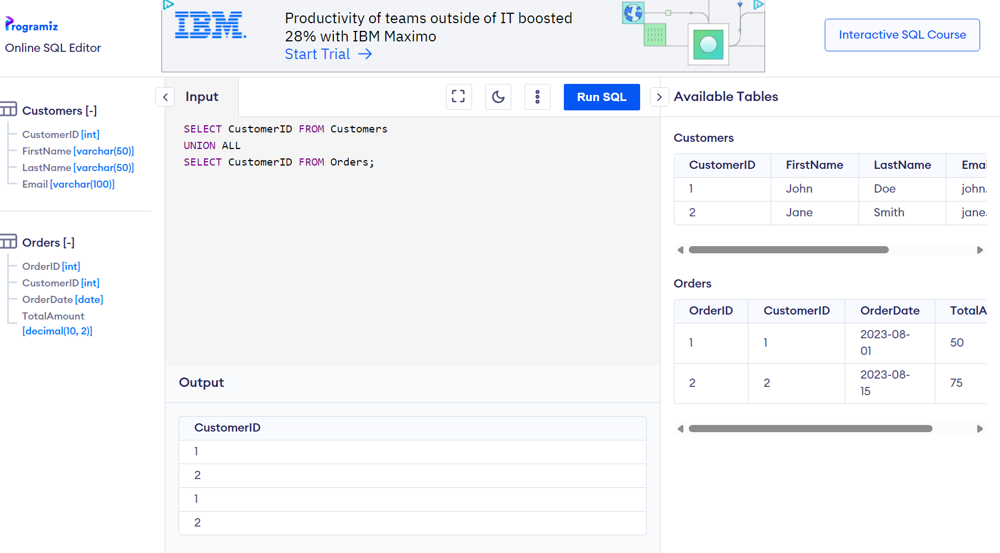 Programiz
Online SQL Editor
IBM.
Productivity of teams outside of IT boosted
28% with IBM Maximo
Start Trial →
Interactive SQL Course
Customers [-]
CustomerID [int]
FirstName [varchar(50)]
LastName [varchar(50)]
Email [varchar(100)]
Orders [-]
OrderID [int]
CustomerID [int]
OrderDate [date]
TotalAmount
[decimal(10, 2)]
Input
Run SQL
SELECT CustomerID FROM Customers
UNION ALL
SELECT CustomerID FROM Orders;
Output
CustomerID
1
2
1
2
Available Tables
Customers
CustomerID FirstName LastName Emai
1 John Doe john.
2 Jane Smith jane.
Orders
OrderID CustomerID OrderDate TotalA
1 1 2023-08-
01 50
2 2 2023-08-
15 75